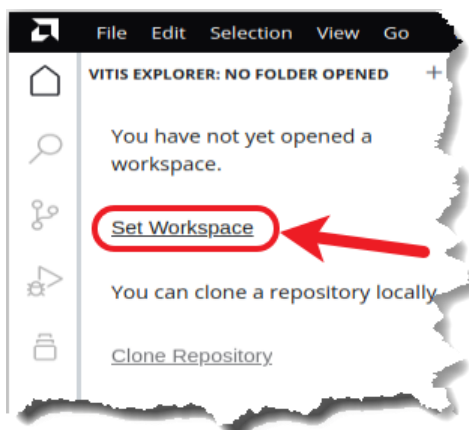 File Edit Selection View Go
VITIS EXPLORER: NO FOLDER OPENED +
You have not yet opened a
workspace.
Set Workspace
You can clone a repository locally
Clone Repository